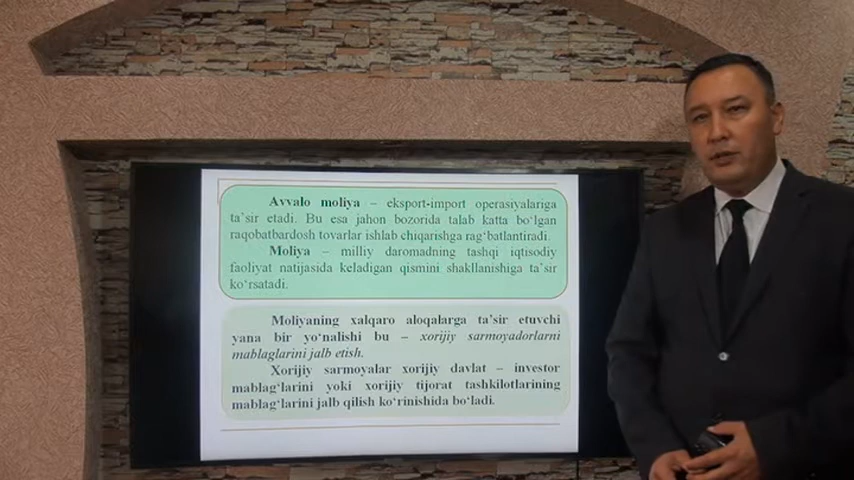 Avvalo moliya – eksport-import operasiyalariga
ta'sir etadi. Bu esa jahon bozorida talab katta bo‘lgan
raqobatbardosh tovarlar ishlab chiqarishga rag‘batlantiradi.
Moliya – milliy daromadning tashqi iqtisodiy
faoliyat natijasida keladigan qismini shakllanishiga ta'sir
ko‘rsatadi.
Moliyaning xalqaro aloqalarga ta'sir etuvchi
yana bir yo‘nalishi bu – xorijiy sarmoyadorlarni
mablaglarini jalb etish.
Xorijiy sarmoyalar xorijiy davlat – investor
mablag‘larini yoki xorijiy tijorat tashkilotlarining
mablag‘larini jalb qilish ko‘rinishida bo‘ladi.